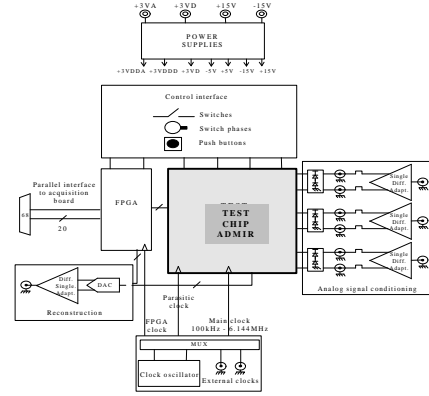 +3VA +3VD +15V -15V
POWER
SUPPLIES
+3VDDA +3VDDD +3VD -5V +5V -15V +15V
Control interface
Switches
Switch phases
Push buttons
Parallel interface
to acquisition
board
68
20
FPGA
TEST
CHIP
ADMIR
Single
Diff.
Adapt.
Single
Diff.
Adapt.
Single
Diff.
Adapt.
Analog signal conditioning
Diff.
Single.
Adapt.
DAC
Reconstruction
Parasitic
clock
FPGA
clock
Main clock
100kHz - 6.144MHz
MUX
Clock oscillator
External clocks